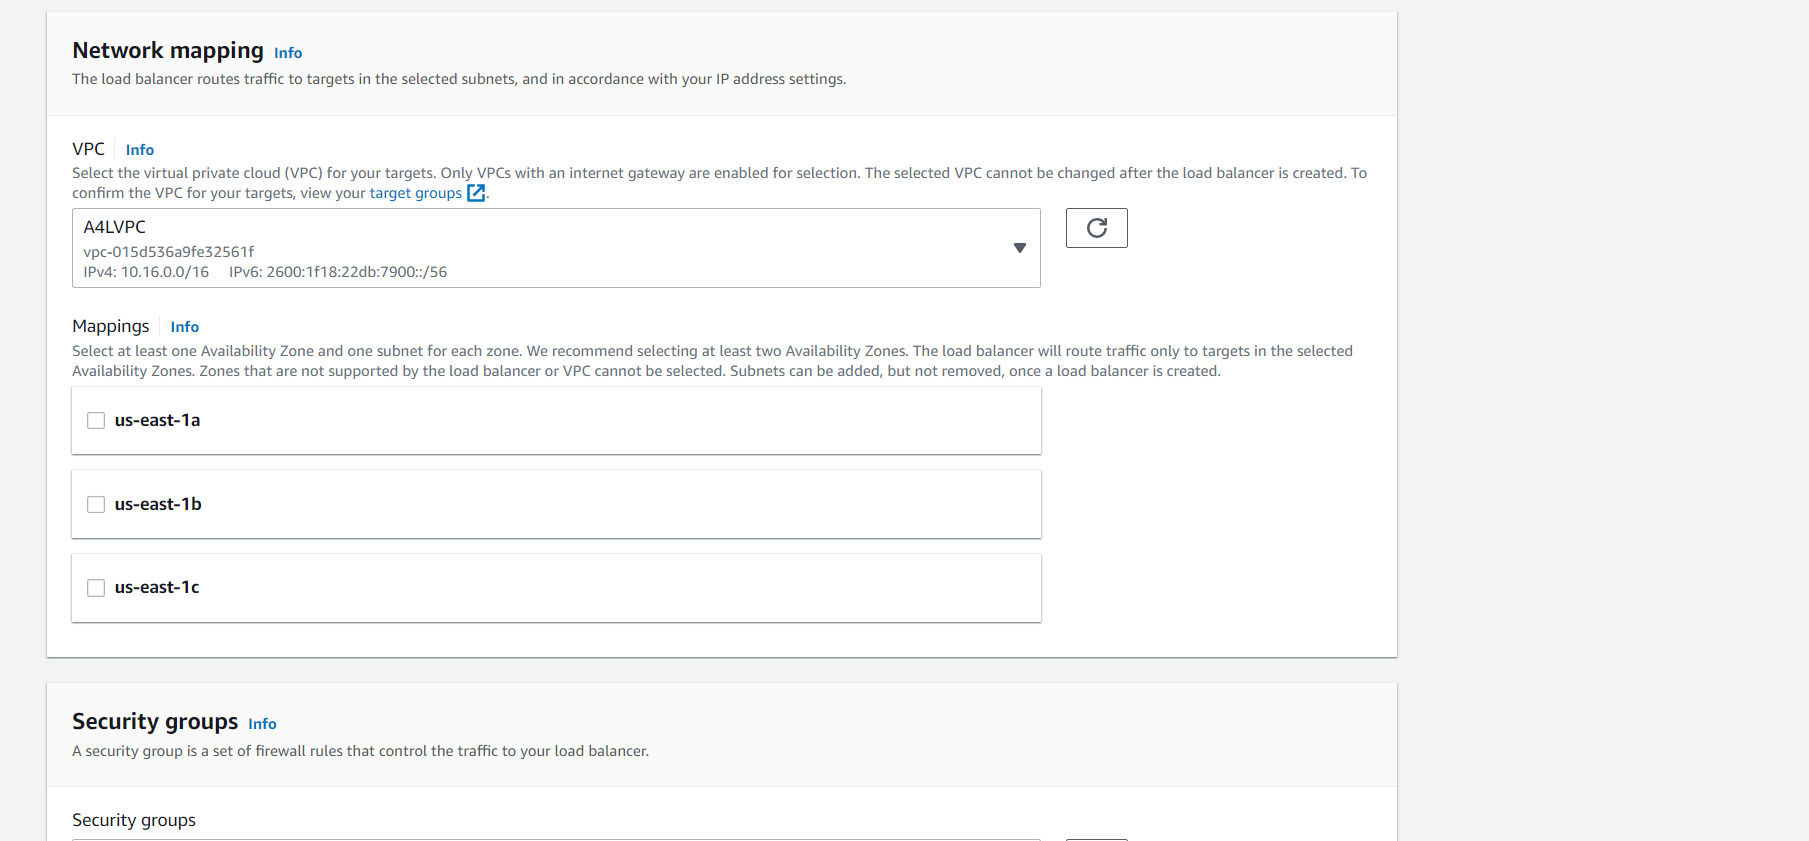 Network mapping Info
The load balancer routes traffic to targets in the selected subnets, and in accordance with your IP address settings.
VPC Info
Select the virtual private cloud (VPC) for your targets. Only VPCs with an internet gateway are enabled for selection. The selected VPC cannot be changed after the load balancer is created. To
confirm the VPC for your targets, view your target groups.
A4LVPC
vpc-015d536a9fe32561f
IPv4: 10.16.0.0/16 IPv6: 2600:1f18:22db:7900::/56
Mappings Info
Select at least one Availability Zone and one subnet for each zone. We recommend selecting at least two Availability Zones. The load balancer will route traffic only to targets in the selected
Availability Zones. Zones that are not supported by the load balancer or VPC cannot be selected. Subnets can be added, but not removed, once a load balancer is created.
us-east-1a
us-east-1b
us-east-1c
Security groups Info
A security group is a set of firewall rules that control the traffic to your load balancer.
Security groups